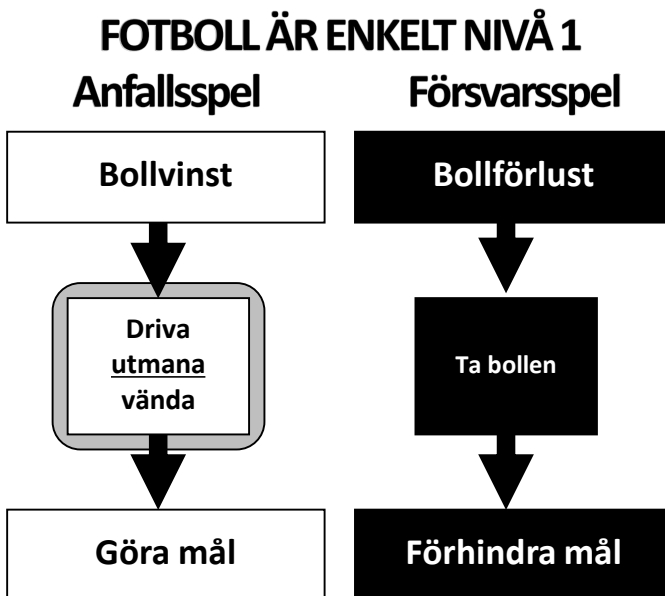 FOTBOLL ÄR ENKELT NIVÅ 1
Anfallsspel
Försvarsspel
Bollvinst
Bollförlust
Driva
utmana
vända
Ta bollen
Göra mål
Förhindra mål